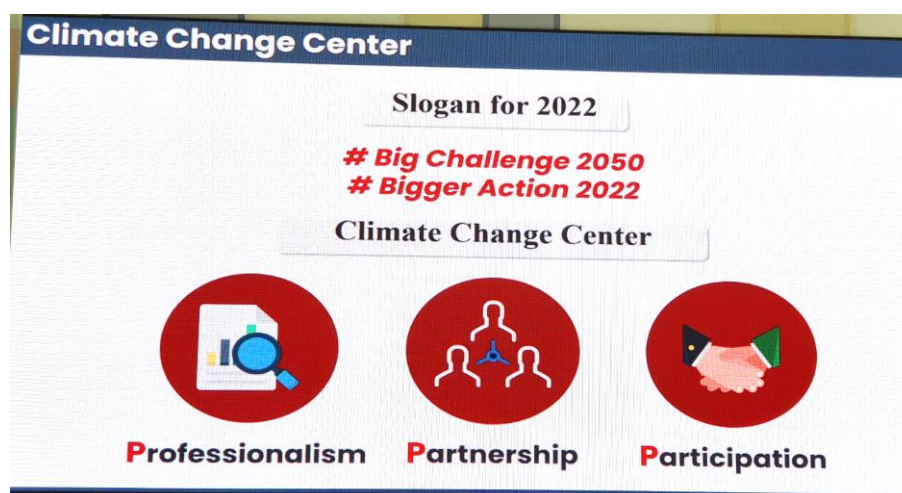 Climate Change Center
Slogan for 2022
# Big Challenge 2050
# Bigger Action 2022
Climate Change Center
Professionalism Partnership Participation